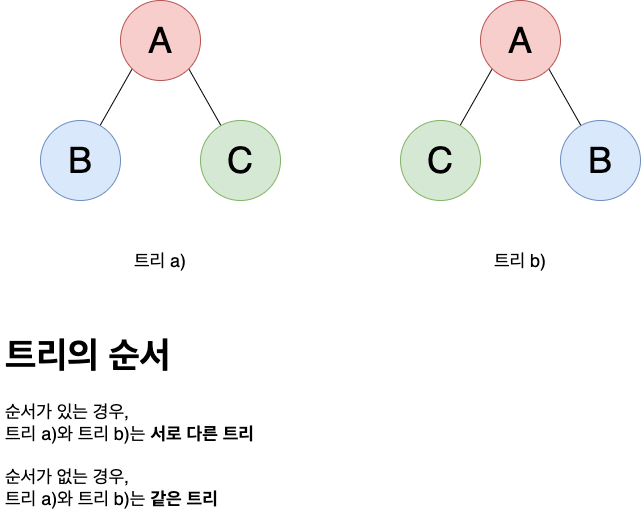 A
A
B
C
C
B
트리 a)
트리 b)
트리의 순서
순서가 있는 경우,
트리 a)와 트리 b)는 서로 다른 트리
순서가 없는 경우,
트리 a)와 트리 b)는 같은 트리